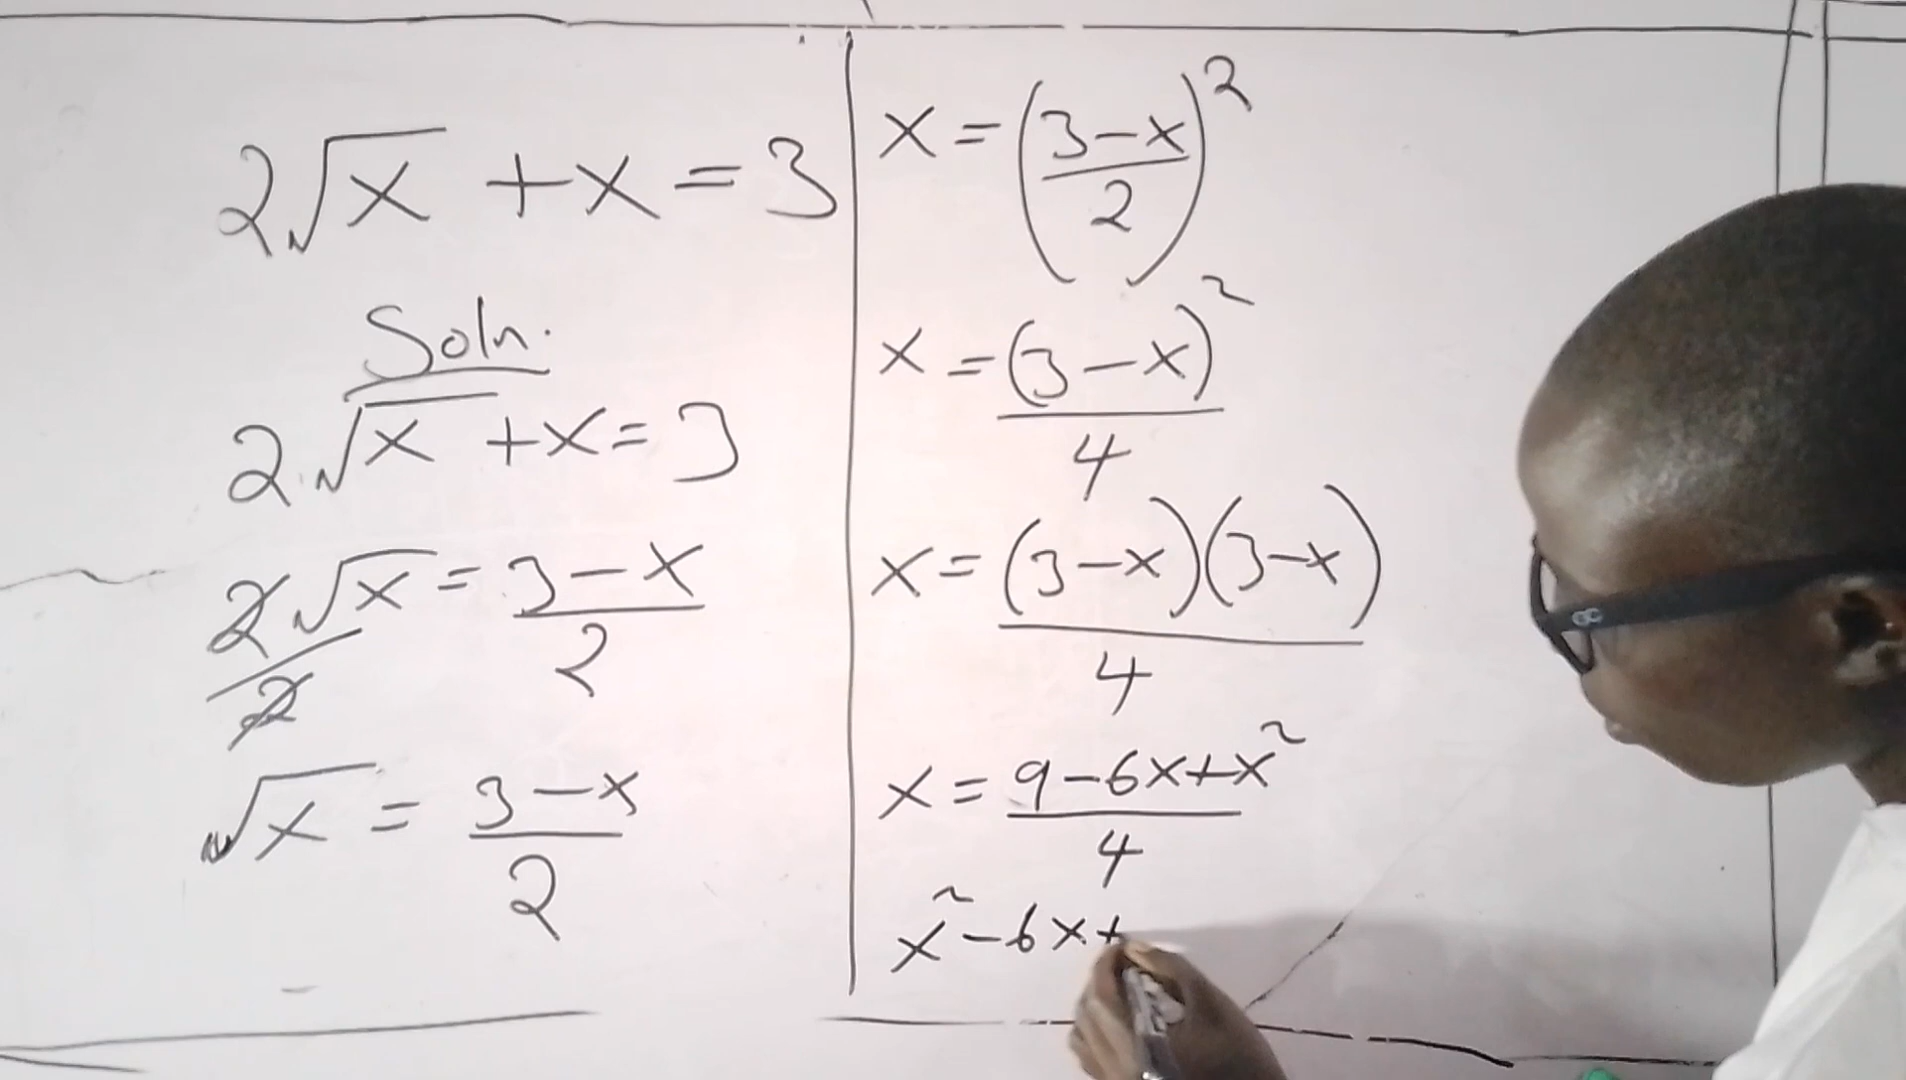 2√x + x = 3
Soln.
2√x + x = 3
2√x/2 = (3 - x)/2
√x = (3 - x)/2
x = ((3 - x)/2)²
x = (3 - x)²/4
x = (3 - x)(3 - x)/4
x = (9 - 6x + x²)/4
x² - 6x +